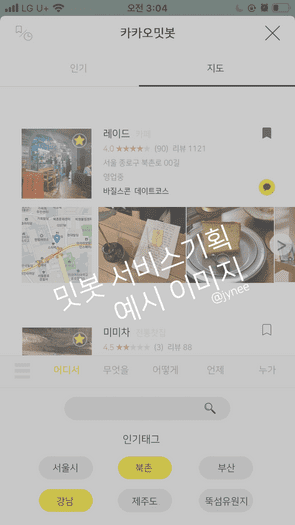 LG U+ 오전 3:04
카카오밋봇
인기 지도
레이드 카페
4.0 ★★★★★ (90) 리뷰 1121
서울 종로구 북촌로 00길
영업중
바질스콘 데이트코스
밋봇 서비스기획
예시 이미지
@jynee
미미차
4.5 ★★★★★ (3) 리뷰 88
어디서 무엇을 어떻게 언제 누가
인기태그
서울시 북촌 부산
강남 제주도 뚝섬유원지